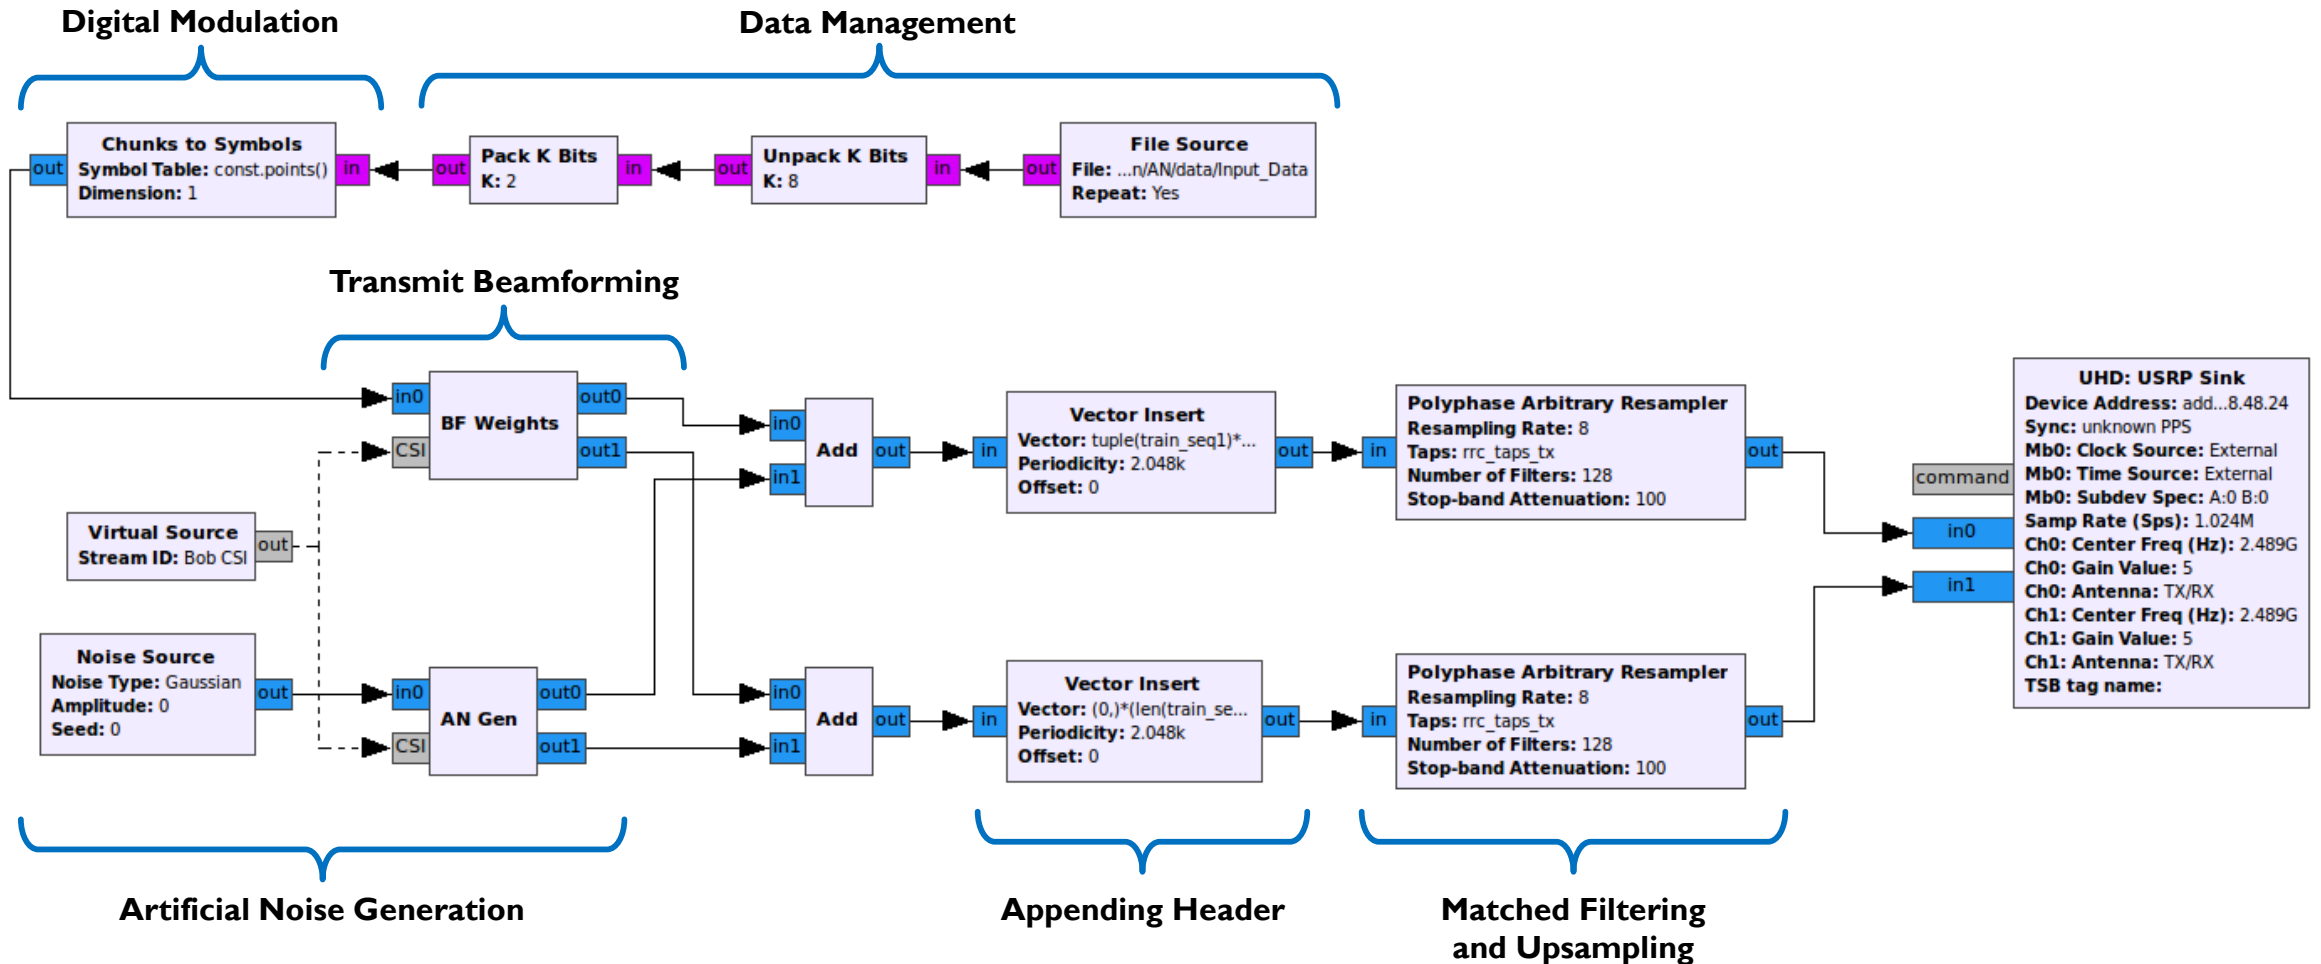 Digital Modulation
Data Management
Chunks to Symbols
Symbol Table: const.points()
Dimension: 1
out
in
Pack K Bits
K: 2
out
in
Unpack K Bits
K: 8
out
in
File Source
File: ...n/AN/data/Input_Data
Repeat: Yes
out
Transmit Beamforming
BF Weights
in0
CSI
out0
out1
Virtual Source
Stream ID: Bob CSI
out
Noise Source
Noise Type: Gaussian
Amplitude: 0
Seed: 0
out
AN Gen
in0
CSI
out0
out1
Add
in0
in1
out
Add
in0
in1
out
Vector Insert
Vector: tuple(train_seq1)*...
Periodicity: 2.048k
Offset: 0
in
out
Vector Insert
Vector: (0,)*(len(train_se...
Periodicity: 2.048k
Offset: 0
in
out
Polyphase Arbitrary Resampler
Resampling Rate: 8
Taps: rrc_taps_tx
Number of Filters: 128
Stop-band Attenuation: 100
in
out
Polyphase Arbitrary Resampler
Resampling Rate: 8
Taps: rrc_taps_tx
Number of Filters: 128
Stop-band Attenuation: 100
in
out
UHD: USRP Sink
Device Address: add...8.48.24
Sync: unknown PPS
Mb0: Clock Source: External
Mb0: Time Source: External
Mb0: Subdev Spec: A:0 B:0
Samp Rate (Sps): 1.024M
Ch0: Center Freq (Hz): 2.489G
Ch0: Gain Value: 5
Ch0: Antenna: TX/RX
Ch1: Center Freq (Hz): 2.489G
Ch1: Gain Value: 5
Ch1: Antenna: TX/RX
TSB tag name:
command
in0
in1
Artificial Noise Generation
Appending Header
Matched Filtering
and Upsampling